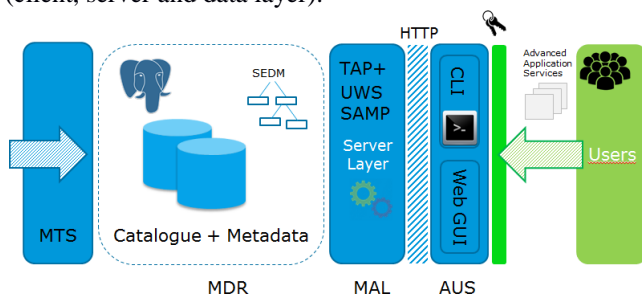 (client, server and data layer).
HTTP
SEDM
TAP+
UWS
SAMP
Server
Layer
CLI
>_
Web GUI
Advanced
Application
Services
Users
MTS
Catalogue + Metadata
MDR
MAL
AUS